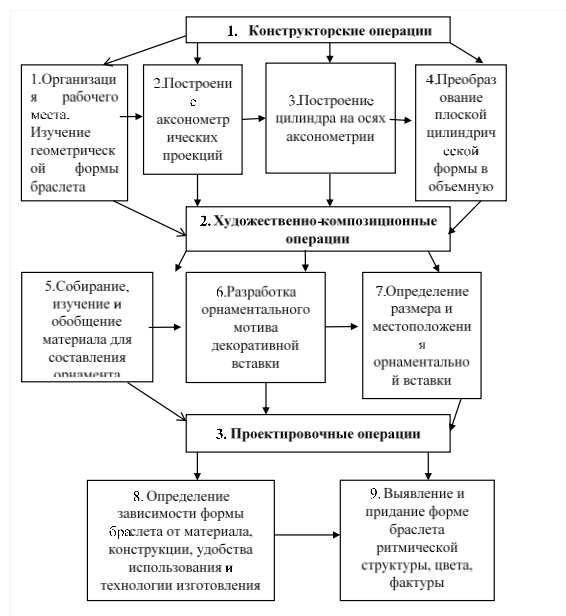 1. Конструкторские операции
1.Организаци
я рабочего
места.
Изучение
геометрическ
ой формы
браслета
2.Построени
е
аксонометр
ических
проекций
3.Построение
цилиндра на осях
аксонометрии
4.Преобраз
ование
плоской
цилиндрич
еской
формы в
объемную
2. Художественно-композиционные
операции
5.Собирание,
изучение и
обобщение
материала для
составления
орнамента
6.Разработка
орнаментального
мотива
декоративной
вставки
7.Определение
размера и
местоположени
я
орнаментально
й вставки
3. Проектировочные операции
8. Определение
зависимости формы
браслета от материала,
конструкции, удобства
использования и
технологии изготовления
9. Выявление и
придание форме
браслета
ритмической
структуры, цвета,
фактуры